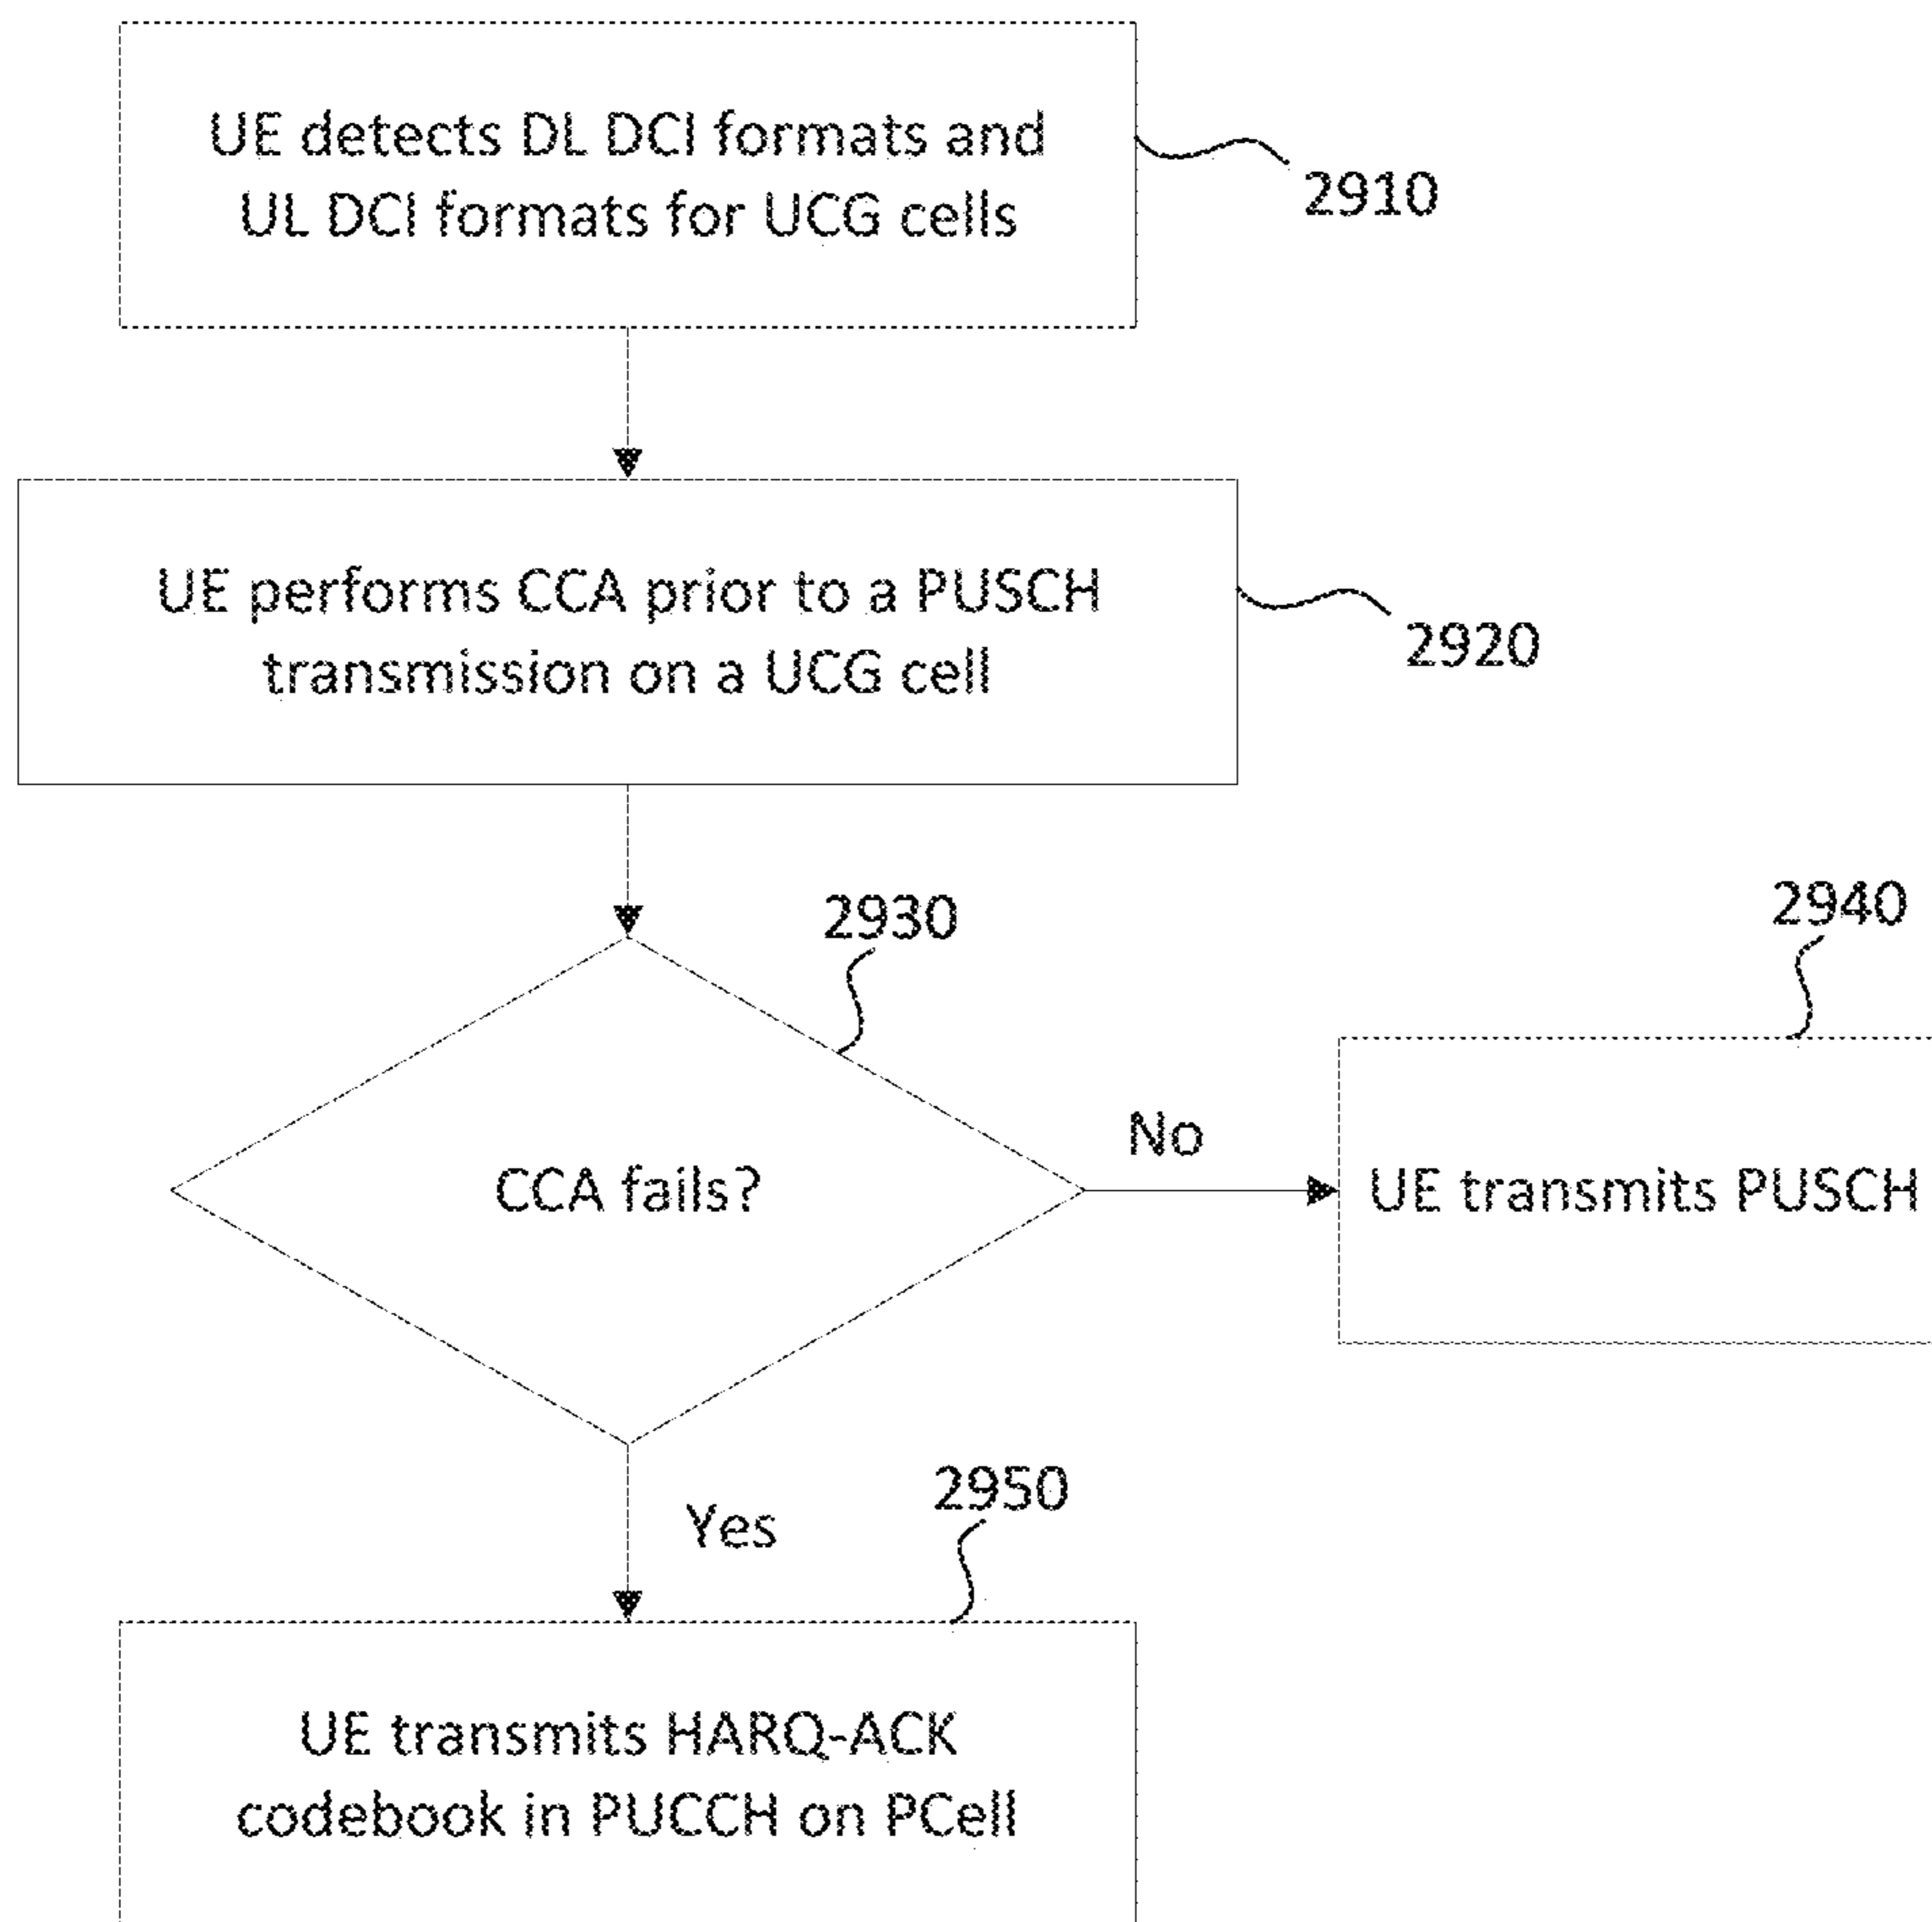 UE detects DL DCI formats and
UL DCI formats for UCG cells
2910
UE performs CCA prior to a PUSCH
transmission on a UCG cell
2920
2930
2940
CCA fails?
No
UE transmits PUSCH
Yes
2950
UE transmits HARQ-ACK
codebook in PUCCH on PCell